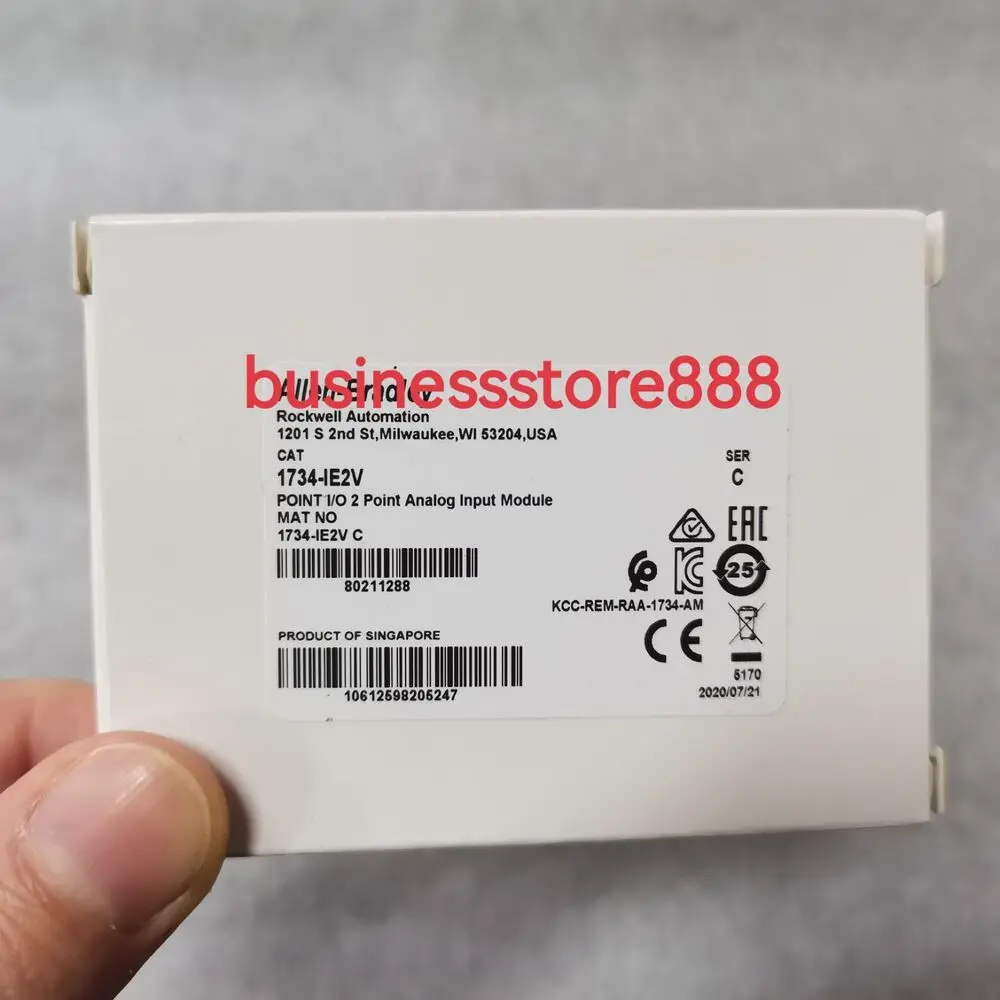 businessstore888
Allen-Bradley
Rockwell Automation
1201 S 2nd St,Milwaukee,WI 53204,USA
CAT
SER
1734-IE2V
C
POINT I/O 2 Point Analog Input Module
MAT NO
1734-IE2V C
EAC
25
80211288
KCC-REM-RAA-1734-AM
CE
PRODUCT OF SINGAPORE
10612598205247
5170
2020/07/21